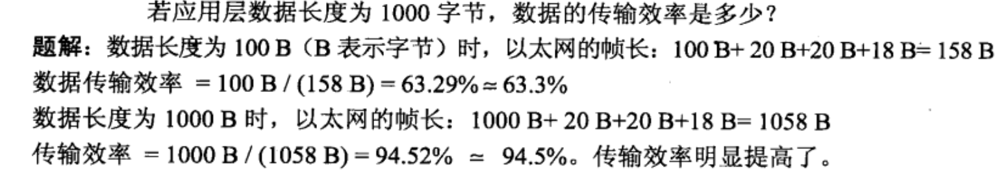 若应用层数据长度为 1000 字节，数据的传输效率是多少？
题解：数据长度为 100 B（B 表示字节）时，以太网的帧长：100 B+ 20 B+20 B+18 B= 158 B
数据传输效率 = 100 B / (158 B) = 63.29% ≃ 63.3%
数据长度为 1000 B 时，以太网的帧长：1000 B+ 20 B+20 B+18 B= 1058 B
传输效率 = 1000 B / (1058 B) = 94.52% ≃ 94.5%。传输效率明显提高了。